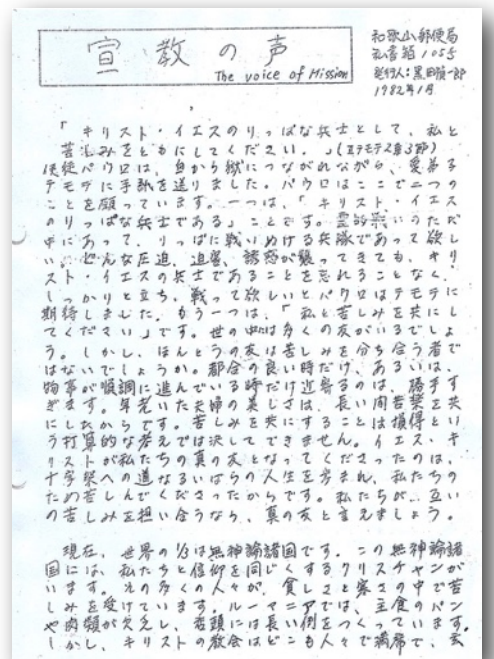 宣教の声
The voice of Mission
和歌山郵便局
私書箱1055
発行人:黒田禎一郎
1982年1月
「キリスト・イエスのりっぱな兵士として、私と
苦しみをともにしてください。」(Ⅱテモテ2章3節)
使徒パウロは、自から獄につながれながら、愛弟子
テモテに手紙を送りました。パウロはここで二つの
ことを願っています。一つは、「キリスト・イエス
のりっぱな兵士である」ことです。霊的戦いのただ
中にあって、りっぱに戦いぬける兵隊であって欲し
い。どんな圧迫、迫害、誘惑が襲ってきても、キリ
スト・イエスの兵士であることを忘れることなく、
しっかりと立ち、戦って欲しいとパウロはテモテに
期待しました。もう一つは、「私と苦しみを共にし
てください」です。世の中には多くの友がいるでしょ
う。しかし、ほんとうの友は苦しみを分ち合う者で
はないでしょうか。都合の良い時だけ、あるいは、
物事が順調に進んでいる時だけ近寄るのは、勝手す
ぎます。年老いた夫婦の美しさは、長い間苦楽を共
にしたからです。苦しみを共にすることは損得とい
う打算的な考えでは決してできません。イエス・キ
リストが私たちの真の友となってくださったのは、
十字架への道なるいばらの人生を歩まれ、私たちの
ため苦しんでくださったからです。私たちが、互い
の苦しみを担い合うなら、真の友と言えましょう。
現在、世界の1/3は無神論諸国です。この無神論諸
国には、私たちと信仰を同じくするクリスチャンが
います。その多くの人々が、貧しさと寒さの中で苦
しみを受けています。ルーマニアでは、主食のパン
や肉類が欠乏し、店頭には長い列をつくっています。
しかし、キリストの教会はどこも人々で満席で、云